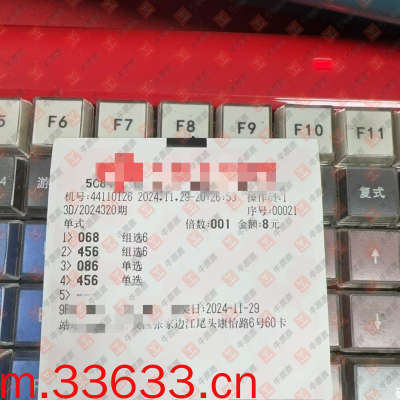 F6 F7 F8 F9 F10 F11
复式
机号:44110126 2024.11.29-20:26:53 操作
3D/2024320期 序号:00021
单式 倍数:001 金额:8元
1> 068 组选6
2> 456 组选6
3> 086 单选
4> 456 单选
5>
日:2024-11-29
张家边江尾头康怡路6号60卡
m.33633.cn